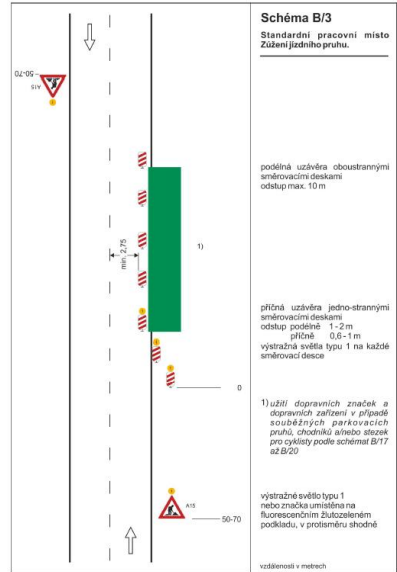 Schéma B/3
Standardní pracovní místo
Zúžení jízdního pruhu.
50-70
A15
podélná uzávěra oboustrannými
směrovacími deskami
odstup max. 10 m
1)
min. 2,75
příčná uzávěra jedno-strannými
směrovacími deskami
odstup podélně 1-2 m
příčně 0,6-1 m
výstražná světla typu 1 na každé
směrovací desce
0
1) užití dopravních značek a
dopravních zařízení v případě
souběžných parkovacích
pruhů, chodníků a/nebo stezek
pro cyklisty podle schémat B/17
až B/20
A15
50-70
výstražné světlo typu 1
nebo značka umístěna na
fluorescenčním žlutozeleném
podkladu, v protisměru shodně
vzdálenosti v metrech